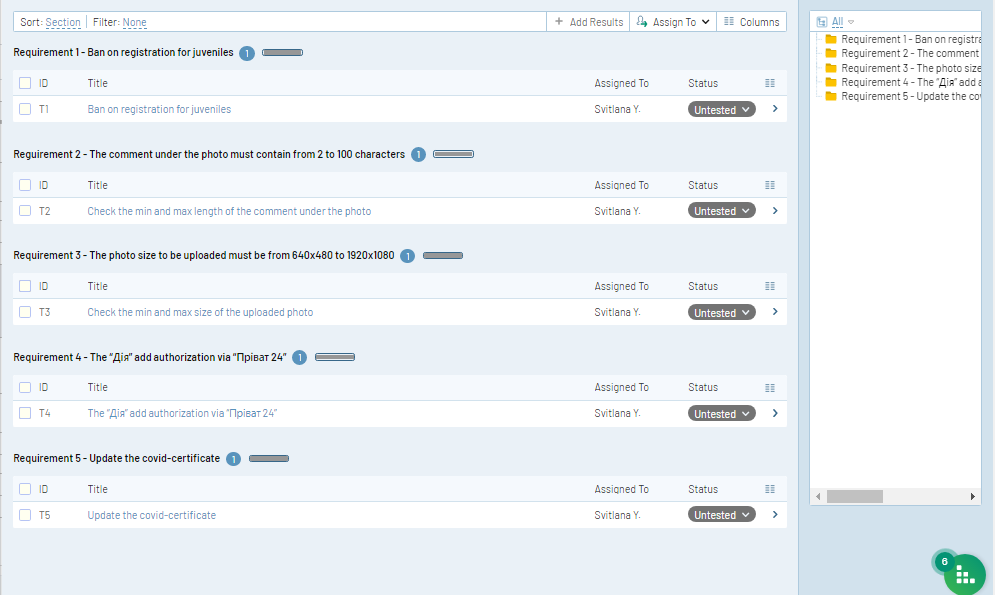 Sort: Section Filter: None + Add Results Assign To Columns
Requirement 1 - Ban on registration for juveniles 1
ID Title Assigned To Status
T1 Ban on registration for juveniles Svitlana Y. Untested
Requirement 2 - The comment under the photo must contain from 2 to 100 characters 1
ID Title Assigned To Status
T2 Check the min and max length of the comment under the photo Svitlana Y. Untested
Requirement 3 - The photo size to be uploaded must be from 640x480 to 1920x1080 1
ID Title Assigned To Status
T3 Check the min and max size of the uploaded photo Svitlana Y. Untested
Requirement 4 - The “Дія” add authorization via “Пріват 24” 1
ID Title Assigned To Status
T4 The “Дія” add authorization via “Пріват 24” Svitlana Y. Untested
Requirement 5 - Update the covid-certificate 1
ID Title Assigned To Status
T5 Update the covid-certificate Svitlana Y. Untested
All
Requirement 1 - Ban on registra
Requirement 2 - The comment
Requirement 3 - The photo size
Requirement 4 - The “Дія” add a
Requirement 5 - Update the cov
6